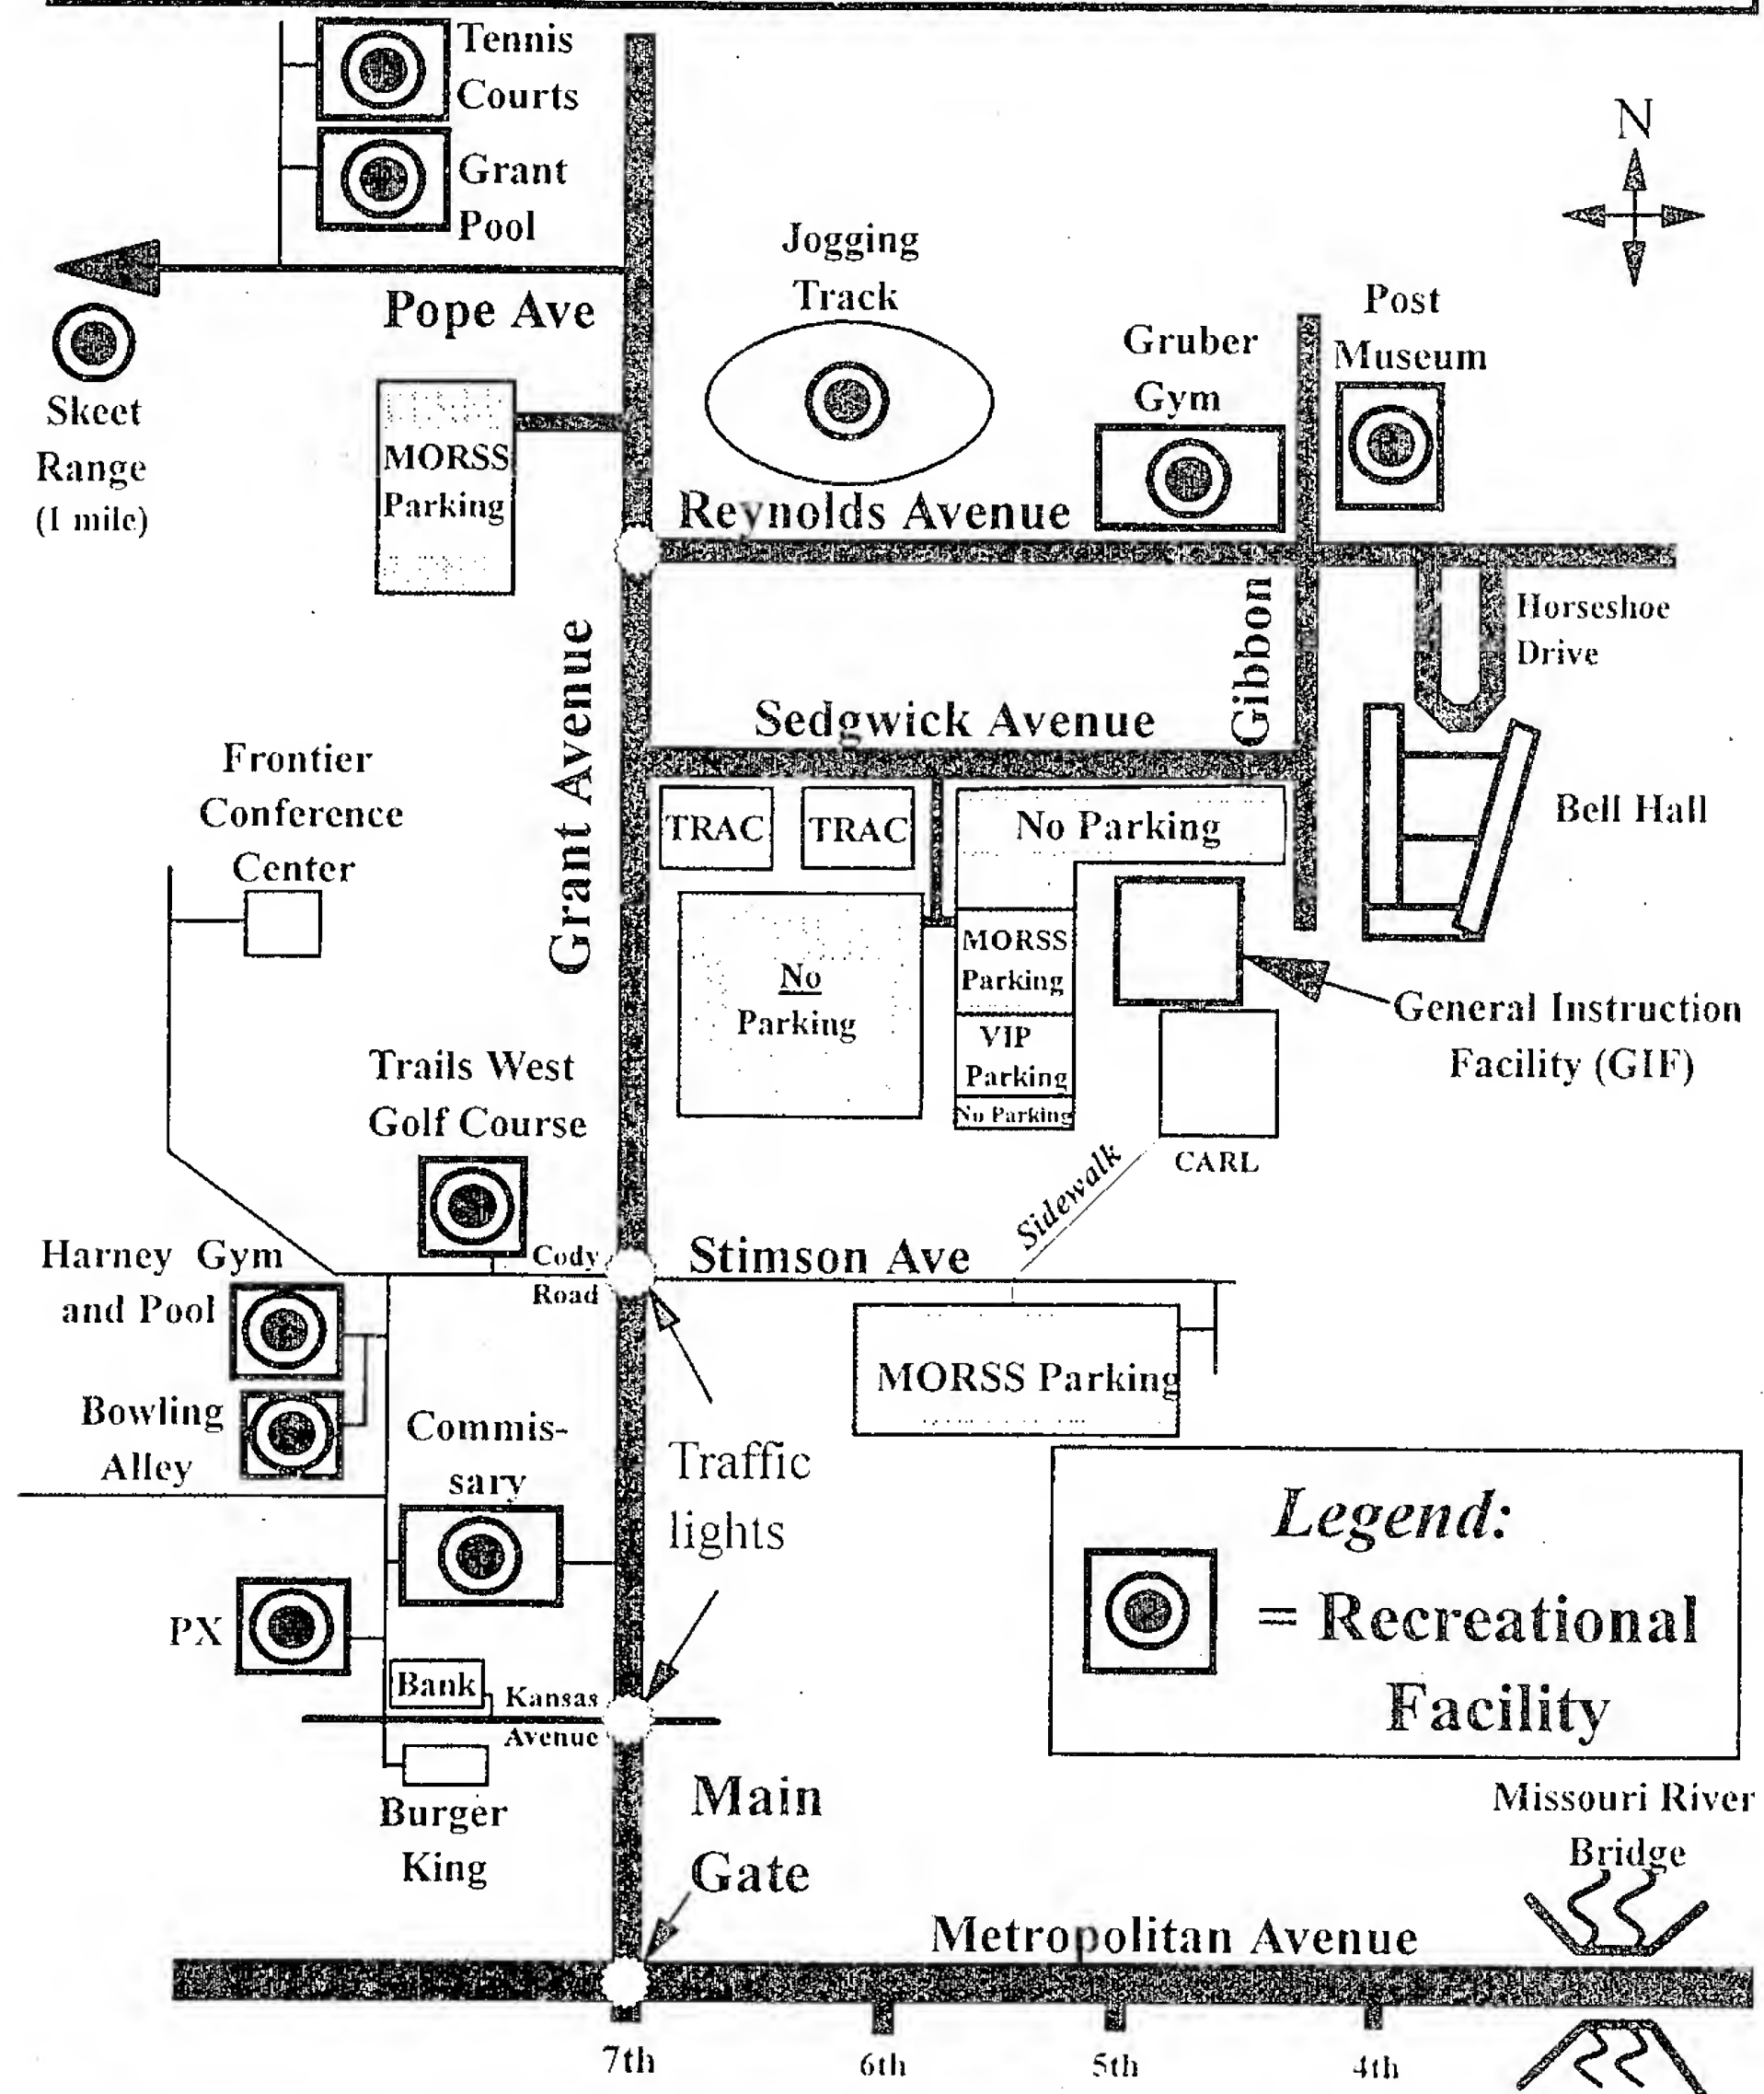 Tennis
Courts
Grant
Pool
N
Jogging
Track
Pope Ave
Post
Museum
Gruber
Gym
Skeet
Range
(1 mile)
MORSS
Parking
Reynolds Avenue
Horseshoe
Drive
Gibbon
Grant Avenue
Sedgwick Avenue
Frontier
Conference
Center
TRAC
TRAC
No Parking
Bell Hall
MORSS
Parking
No
Parking
General Instruction
Facility (GIF)
VIP
Parking
No Parking
Trails West
Golf Course
CARL
Sidewalk
Harney Gym
and Pool
Cody
Road
Stimson Ave
MORSS Parking
Bowling
Alley
Commis-
sary
Traffic
lights
Legend:
= Recreational
Facility
PX
Bank
Kansas
Avenue
Burger
King
Main
Gate
Missouri River
Bridge
Metropolitan Avenue
7th
6th
5th
4th